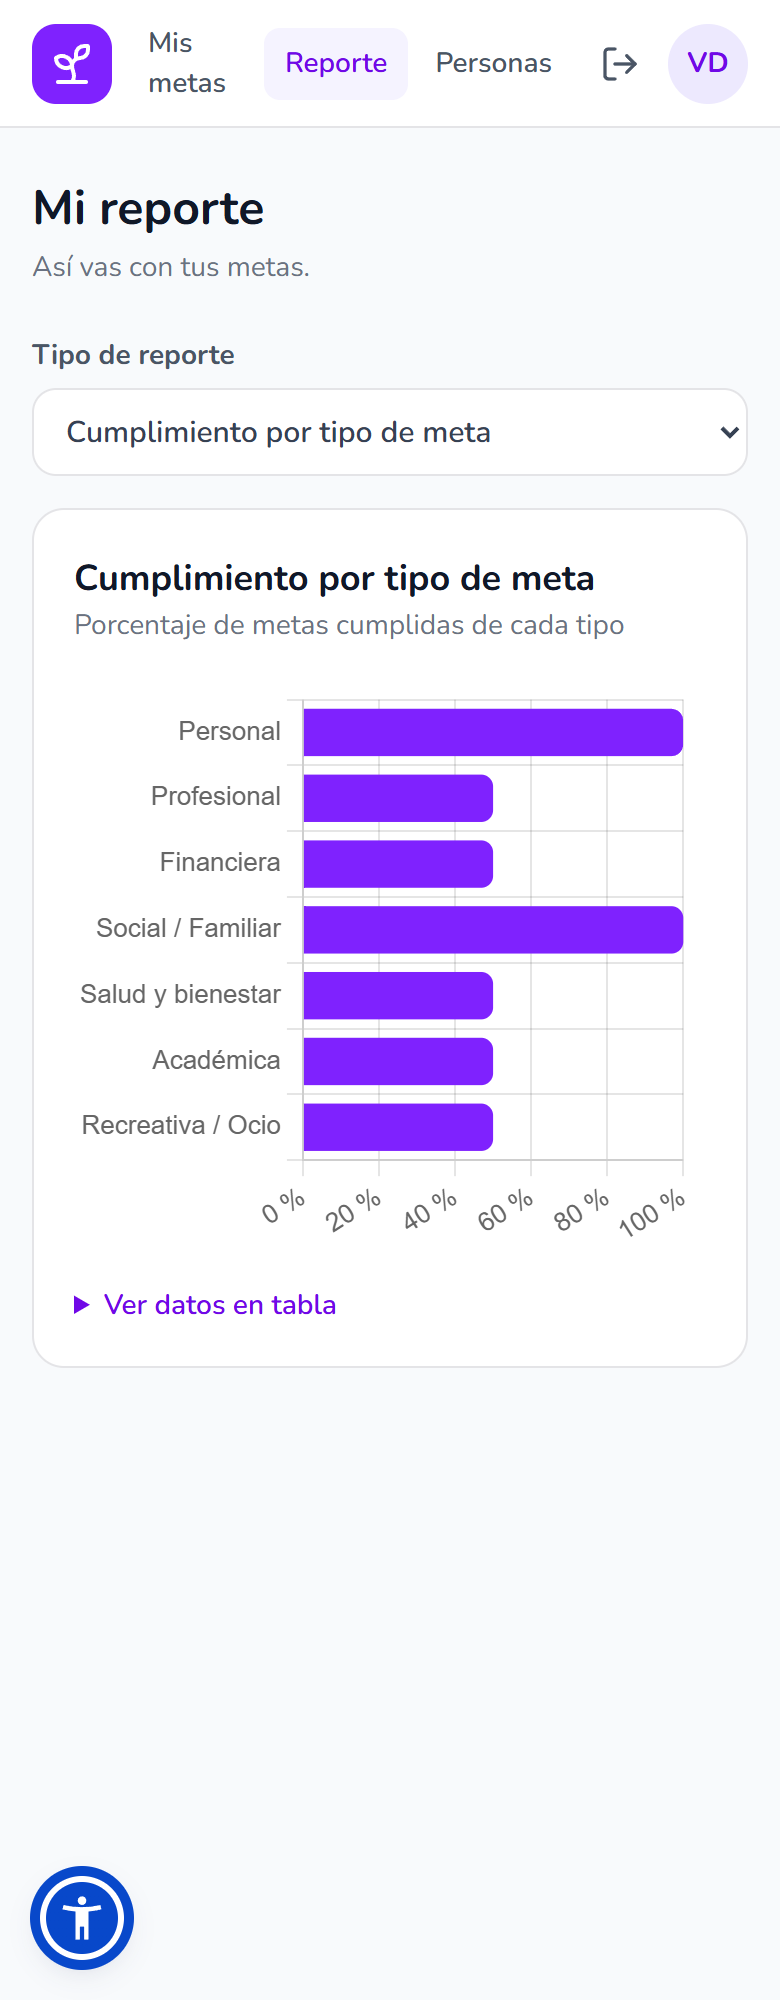 Mis
metas
Reporte
Personas
VD
Mi reporte
Así vas con tus metas.
Tipo de reporte
Cumplimiento por tipo de meta
Cumplimiento por tipo de meta
Porcentaje de metas cumplidas de cada tipo
Personal
Profesional
Financiera
Social / Familiar
Salud y bienestar
Académica
Recreativa / Ocio
0 %
20 %
40 %
60 %
80 %
100 %
Ver datos en tabla